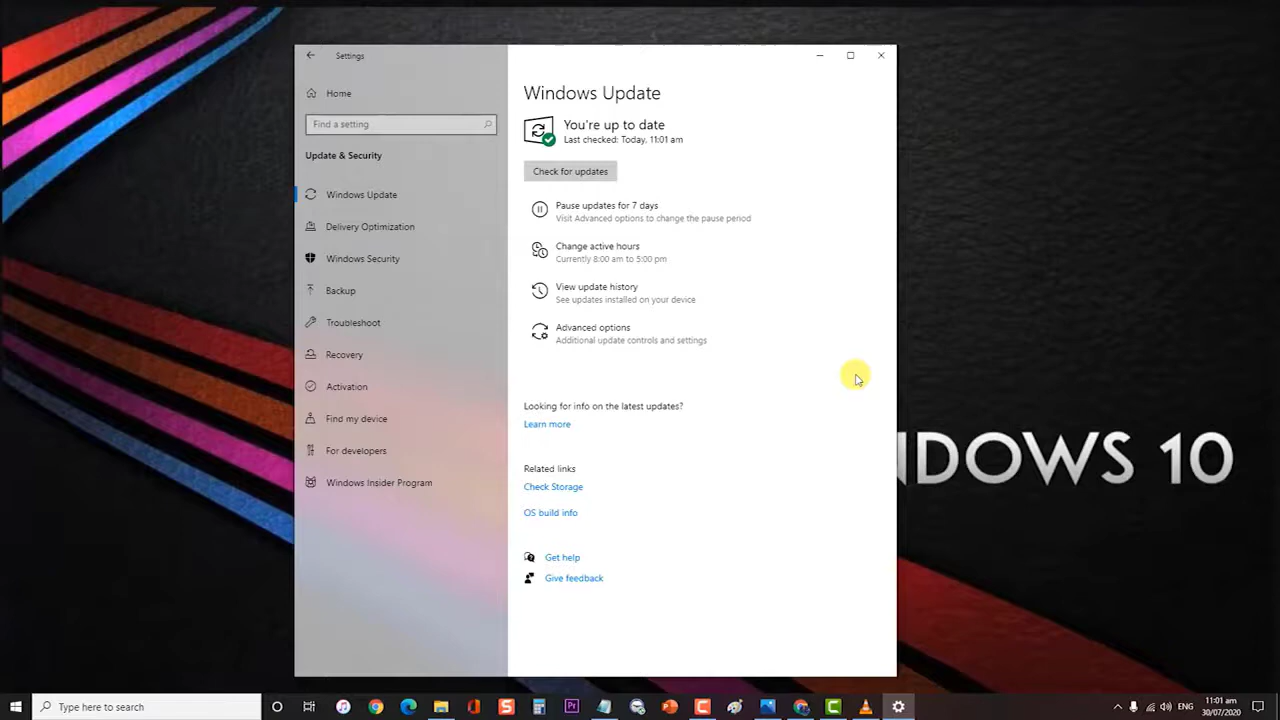 Settings
Home
Find a setting
Update & Security
Windows Update
Delivery Optimization
Windows Security
Backup
Troubleshoot
Recovery
Activation
Find my device
For developers
Windows Insider Program
Windows Update
You're up to date
Last checked: Today, 11:01 am
Check for updates
Pause updates for 7 days
Visit Advanced options to change the pause period
Change active hours
Currently 8:00 am to 5:00 pm
View update history
See updates installed on your device
Advanced options
Additional update controls and settings
Looking for info on the latest updates?
Learn more
Related links
Check Storage
OS build info
Get help
Give feedback
NDOWS 10
Type here to search
ENG
11:01 am
30/07/2020